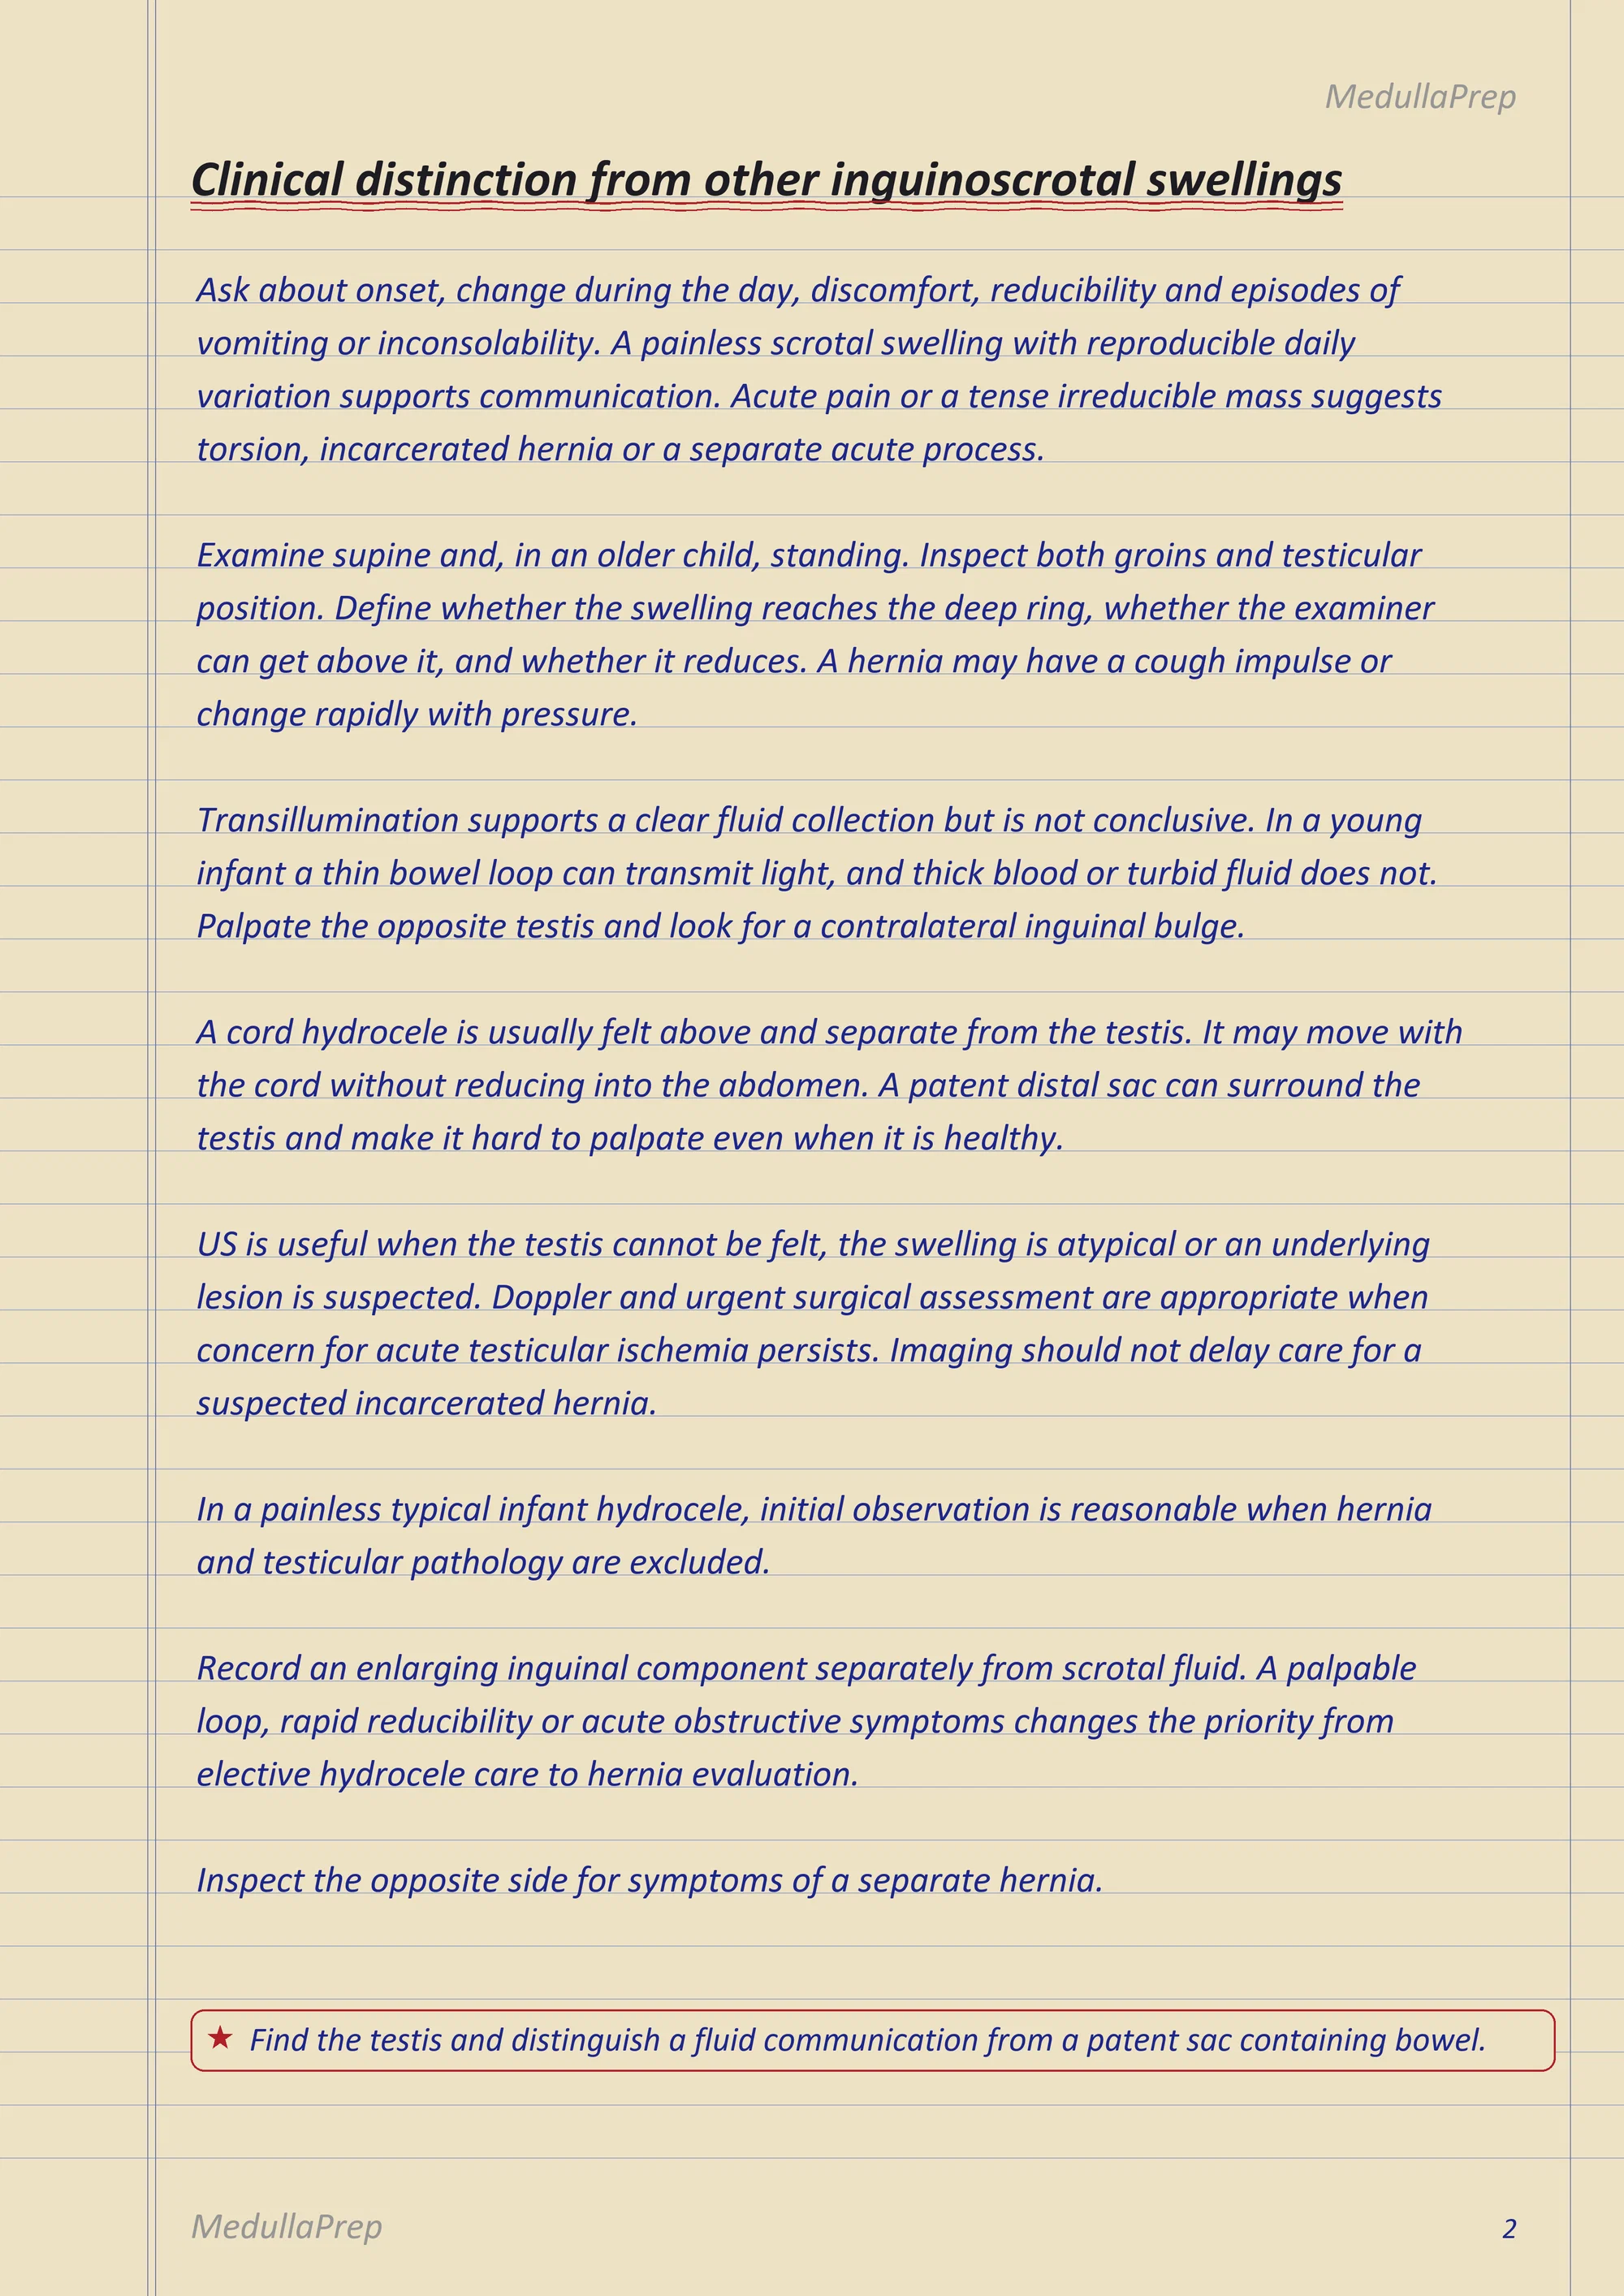 MedullaPrep
Clinical distinction from other inguinoscrotal swellings
Ask about onset, change during the day, discomfort, reducibility and episodes of
vomiting or inconsolability. A painless scrotal swelling with reproducible daily
variation supports communication. Acute pain or a tense irreducible mass suggests
torsion, incarcerated hernia or a separate acute process.
Examine supine and, in an older child, standing. Inspect both groins and testicular
position. Define whether the swelling reaches the deep ring, whether the examiner
can get above it, and whether it reduces. A hernia may have a cough impulse or
change rapidly with pressure.
Transillumination supports a clear fluid collection but is not conclusive. In a young
infant a thin bowel loop can transmit light, and thick blood or turbid fluid does not.
Palpate the opposite testis and look for a contralateral inguinal bulge.
A cord hydrocele is usually felt above and separate from the testis. It may move with
the cord without reducing into the abdomen. A patent distal sac can surround the
testis and make it hard to palpate even when it is healthy.
US is useful when the testis cannot be felt, the swelling is atypical or an underlying
lesion is suspected. Doppler and urgent surgical assessment are appropriate when
concern for acute testicular ischemia persists. Imaging should not delay care for a
suspected incarcerated hernia.
In a painless typical infant hydrocele, initial observation is reasonable when hernia
and testicular pathology are excluded.
Record an enlarging inguinal component separately from scrotal fluid. A palpable
loop, rapid reducibility or acute obstructive symptoms changes the priority from
elective hydrocele care to hernia evaluation.
Inspect the opposite side for symptoms of a separate hernia.
★ Find the testis and distinguish a fluid communication from a patent sac containing bowel.
MedullaPrep
2